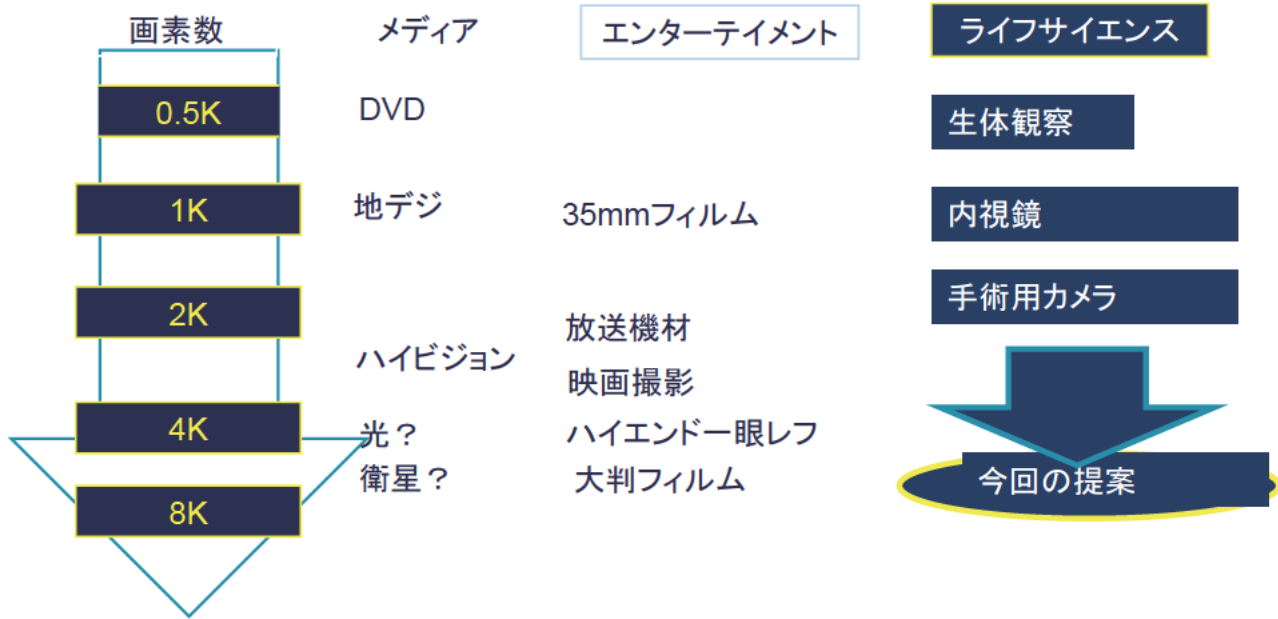 画素数 メディア エンターテイメント ライフサイエンス
0.5K DVD 生体観察
1K 地デジ 35mmフィルム 内視鏡
2K 放送機材 手術用カメラ
ハイビジョン 映画撮影
4K 光？ ハイエンド一眼レフ
衛星？ 大判フィルム 今回の提案
8K